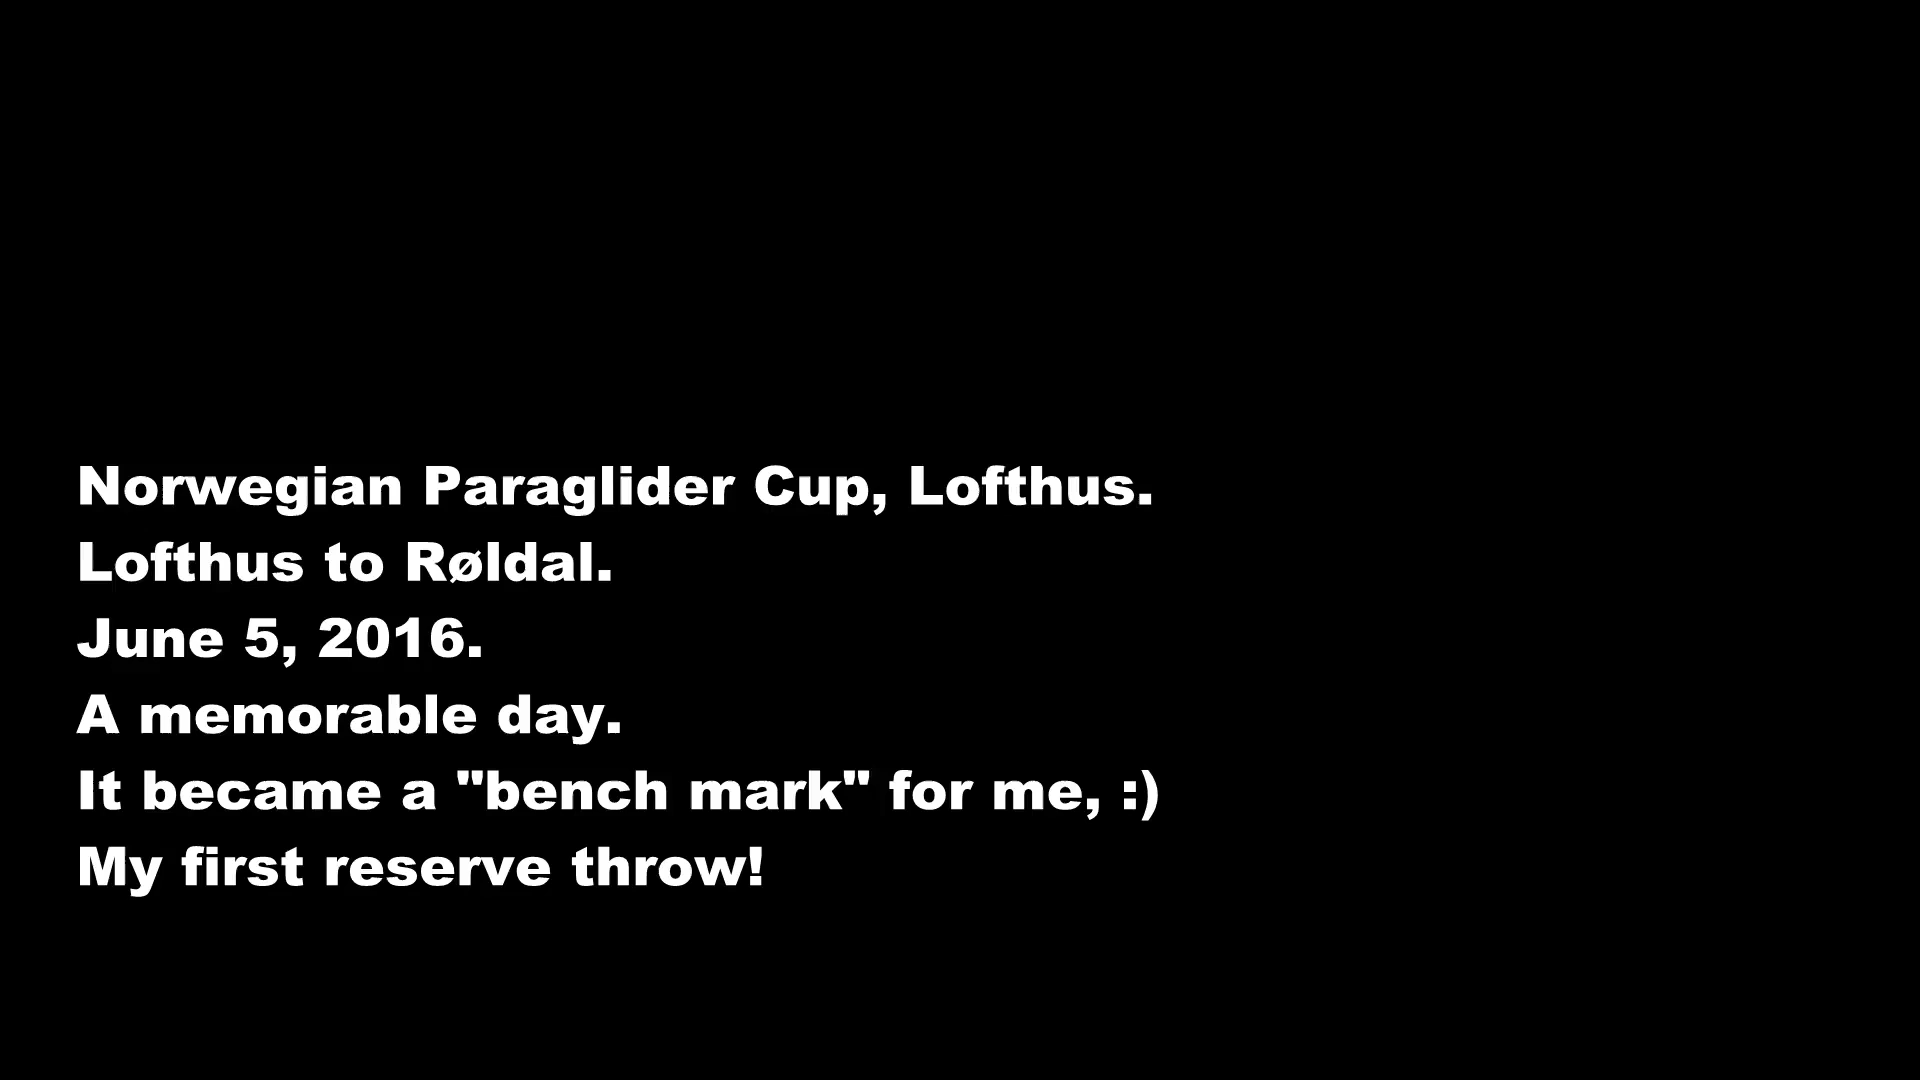 Norwegian Paraglider Cup, Lofthus.
Lofthus to Røldal.
June 5, 2016.
A memorable day.
It became a "bench mark" for me, :)
My first reserve throw!